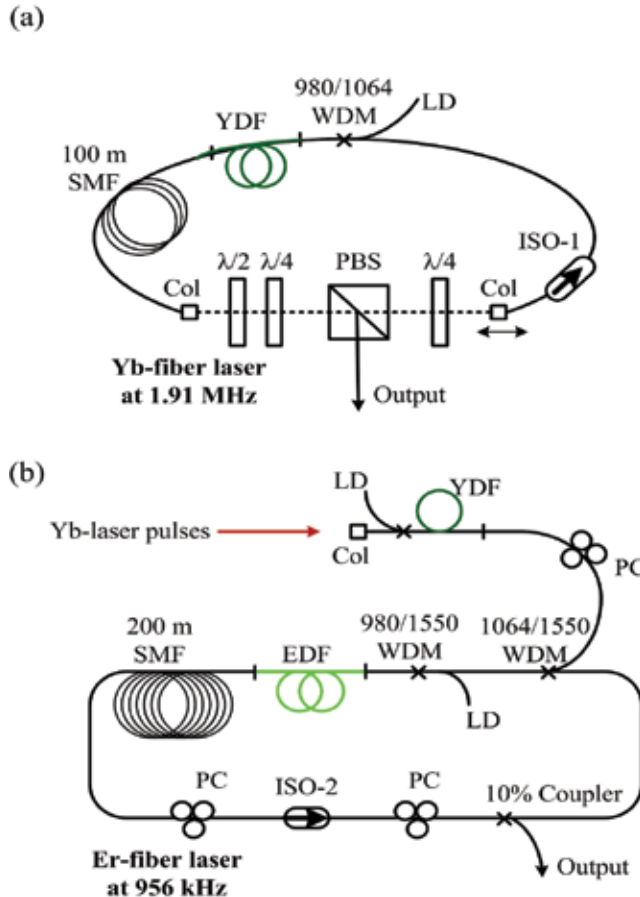 (a)
980/1064
WDM
LD
YDF
100 m
SMF
ISO-1
λ/2
λ/4
PBS
λ/4
Col
Col
Yb-fiber laser
at 1.91 MHz
Output
(b)
LD
YDF
Yb-laser pulses
Col
PC
200 m
SMF
EDF
980/1550
WDM
1064/1550
WDM
LD
PC
ISO-2
PC
10% Coupler
Er-fiber laser
at 956 kHz
Output